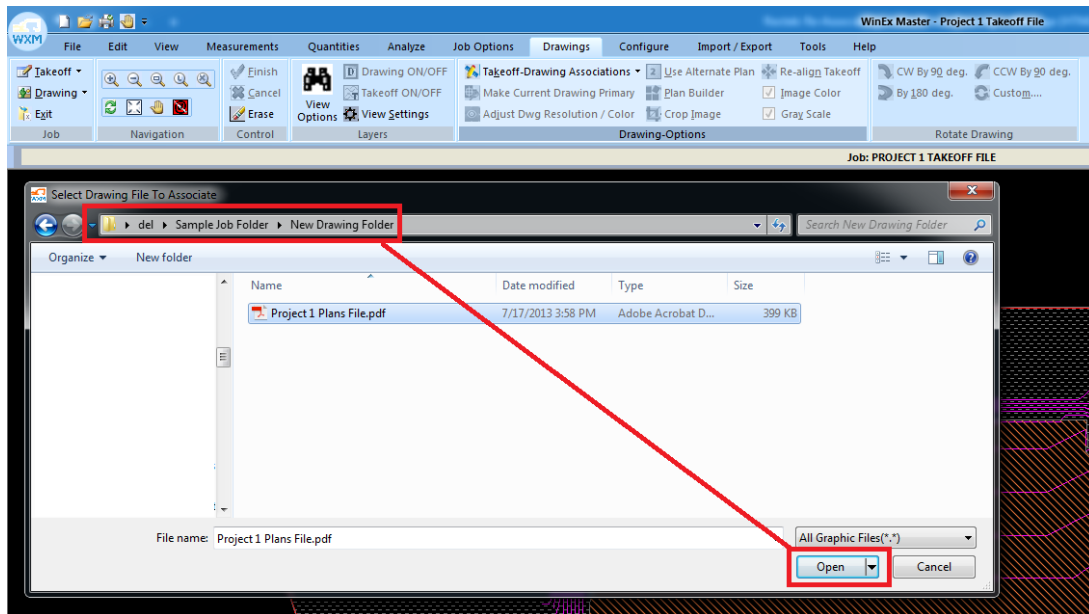 WinEx Master - Project 1 Takeoff File
WXM File Edit View Measurements Quantities Analyze Job Options Drawings Configure Import / Export Tools Help
Takeoff Finish Drawing ON/OFF Takeoff-Drawing Associations 2 Use Alternate Plan Re-align Takeoff CW By 90 deg. CCW By 90 deg.
Drawing Cancel Takeoff ON/OFF Make Current Drawing Primary Plan Builder Image Color By 180 deg. Custom....
Exit Erase View Options View Settings Adjust Dwg Resolution / Color Crop Image Gray Scale
Job Navigation Control Layers Drawing-Options Rotate Drawing
Job: PROJECT 1 TAKEOFF FILE
Select Drawing File To Associate
del Sample Job Folder New Drawing Folder Search New Drawing Folder
Organize New folder
Name Date modified Type Size
Project 1 Plans File.pdf 7/17/2013 3:58 PM Adobe Acrobat D... 399 KB
File name: Project 1 Plans File.pdf All Graphic Files(*.*)
Open Cancel